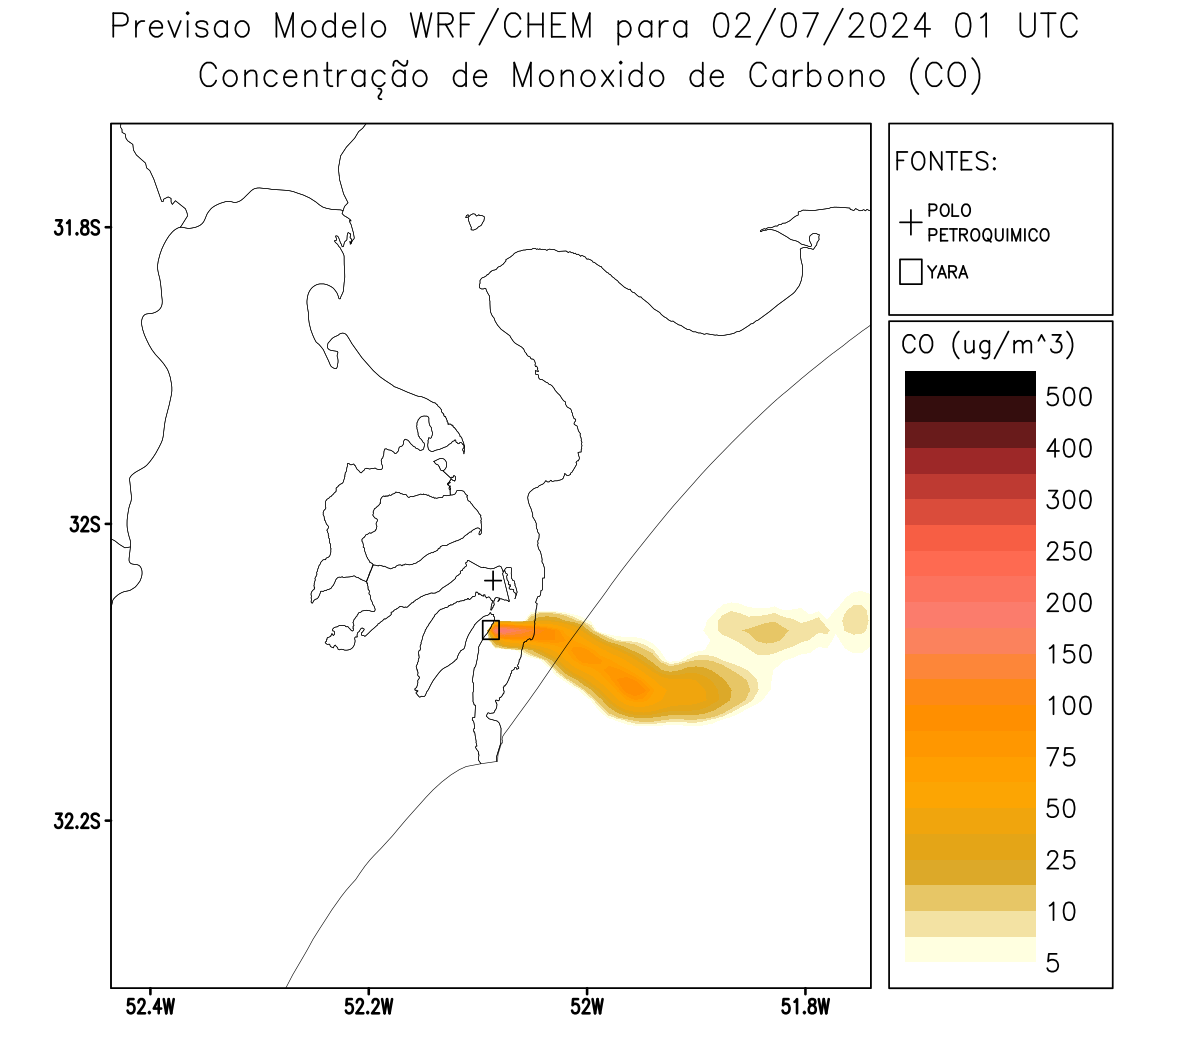 Previsao Modelo WRF/CHEM para 02/07/2024 01 UTC
Concentração de Monoxido de Carbono (CO)
FONTES:
POLO
PETROQUIMICO
YARA
CO (ug/m^3)
500
400
300
250
200
150
100
75
50
25
10
5
31.8S
32S
32.2S
52.4W
52.2W
52W
51.8W